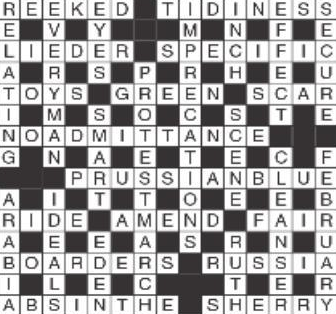 REEKED TIDINESS
E V Y M N F E
LIEDER SPECIFIC
A R S P R H E U
TOYS GREEN SCAR
I M S O C S T E
NOADMITTANCE
G N A E T E C F
PRUSSIANBLUE
A I T T O E E B
RIDE AMEND FAIR
A E E A S R N U
BOARDERS RUSSIA
I L E C T E R
ABSINTHE SHERRY